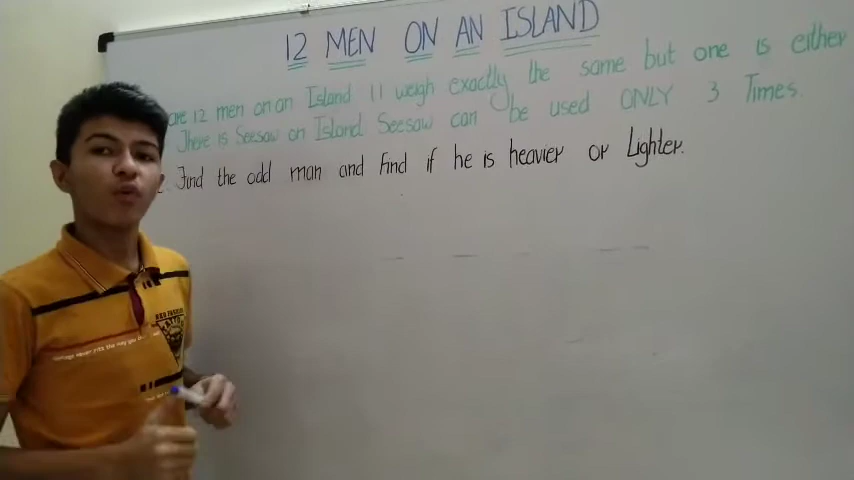 12 MEN ON AN ISLAND
are 12 men on an Island 11 weigh exactly the same but one is either
There is Seesaw on Island Seesaw can be used ONLY 3 Times.
Find the odd man and find if he is heavier or Lighter.